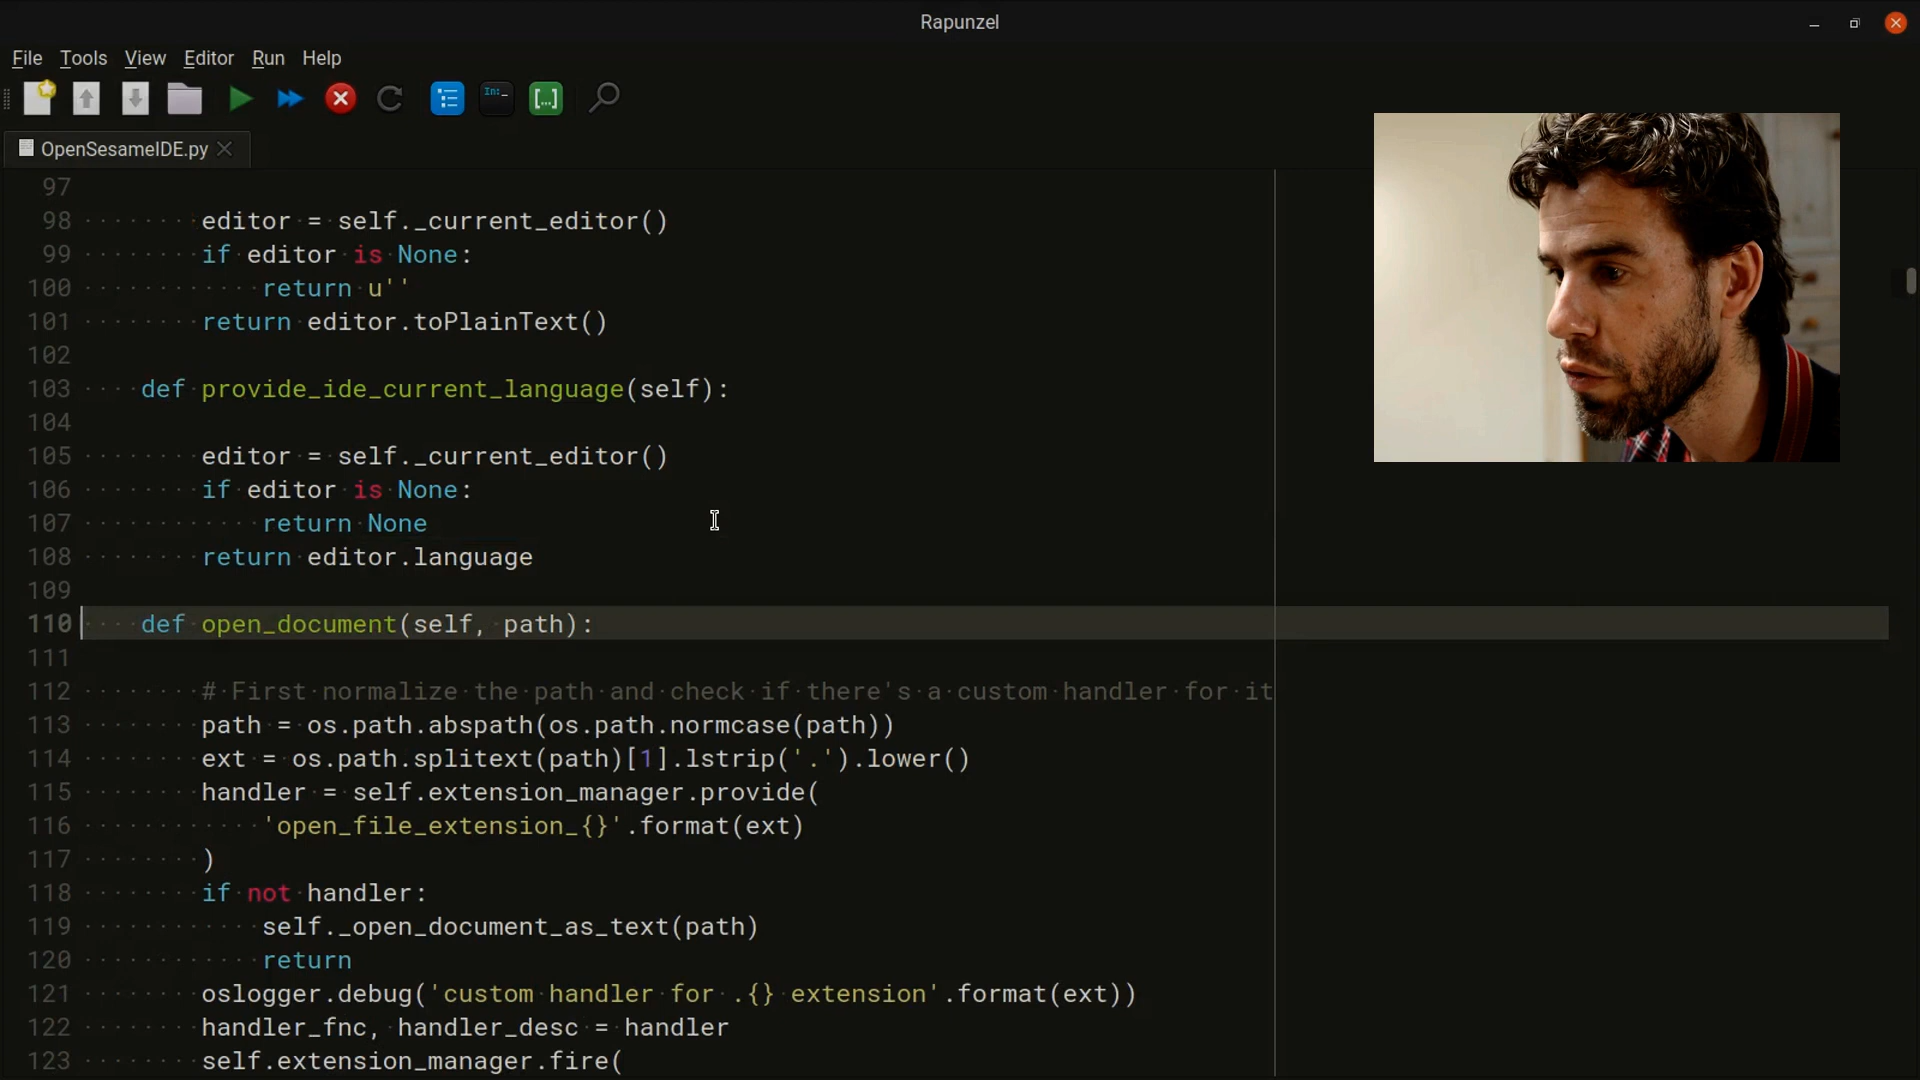 Rapunzel
File Tools View Editor Run Help
In:_
[...]
OpenSesameIDE.py
97
98 editor = self._current_editor()
99 if editor is None:
100 return u''
101 return editor.toPlainText()
102
103 def provide_ide_current_language(self):
104
105 editor = self._current_editor()
106 if editor is None:
107 return None
108 return editor.language
109
110 def open_document(self, path):
111
112 # First normalize the path and check if there's a custom handler for it
113 path = os.path.abspath(os.path.normcase(path))
114 ext = os.path.splitext(path)[1].lstrip('.').lower()
115 handler = self.extension_manager.provide(
116 'open_file_extension_{}'.format(ext)
117 )
118 if not handler:
119 self._open_document_as_text(path)
120 return
121 oslogger.debug('custom handler for .{} extension'.format(ext))
122 handler_fnc, handler_desc = handler
123 self.extension_manager.fire(